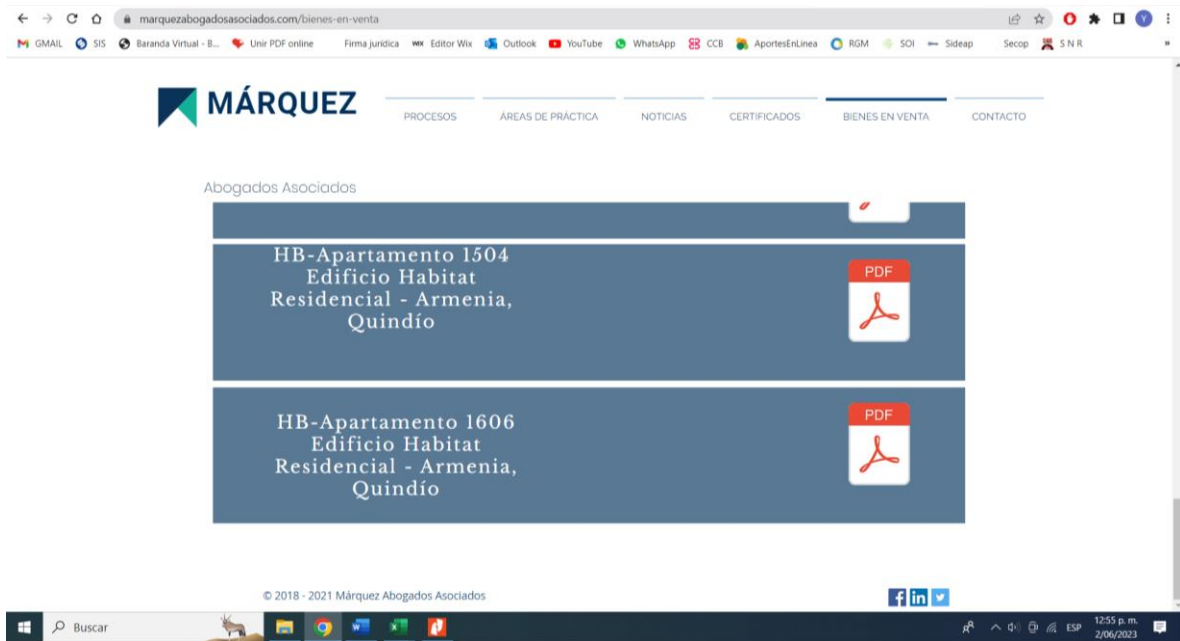 marquezabogadosasociados.com/bienes-en-venta
GMAIL SIS Baranda Virtual - B... Unir PDF online Firma jurídica WIX Editor Wix Outlook YouTube WhatsApp CCB AportesEnLinea RGM SOI Sideap Secop S N R »
MÁRQUEZ
PROCESOS ÁREAS DE PRÁCTICA NOTICIAS CERTIFICADOS BIENES EN VENTA CONTACTO
Abogados Asociados
HB-Apartamento 1504
Edificio Habitat
Residencial - Armenia,
Quindío
PDF
HB-Apartamento 1606
Edificio Habitat
Residencial - Armenia,
Quindío
PDF
© 2018 - 2021 Márquez Abogados Asociados
Buscar
ESP
12:55 p. m.
2/06/2023